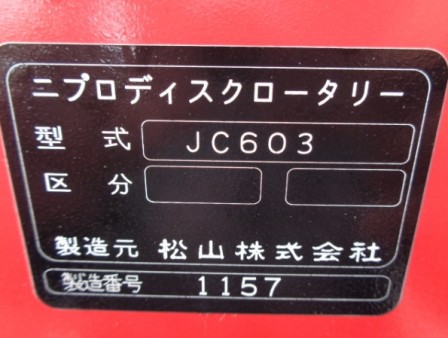 ニプロディスクロータリー
型式 JC603
区分
製造元 松山株式会社
製造番号 1157